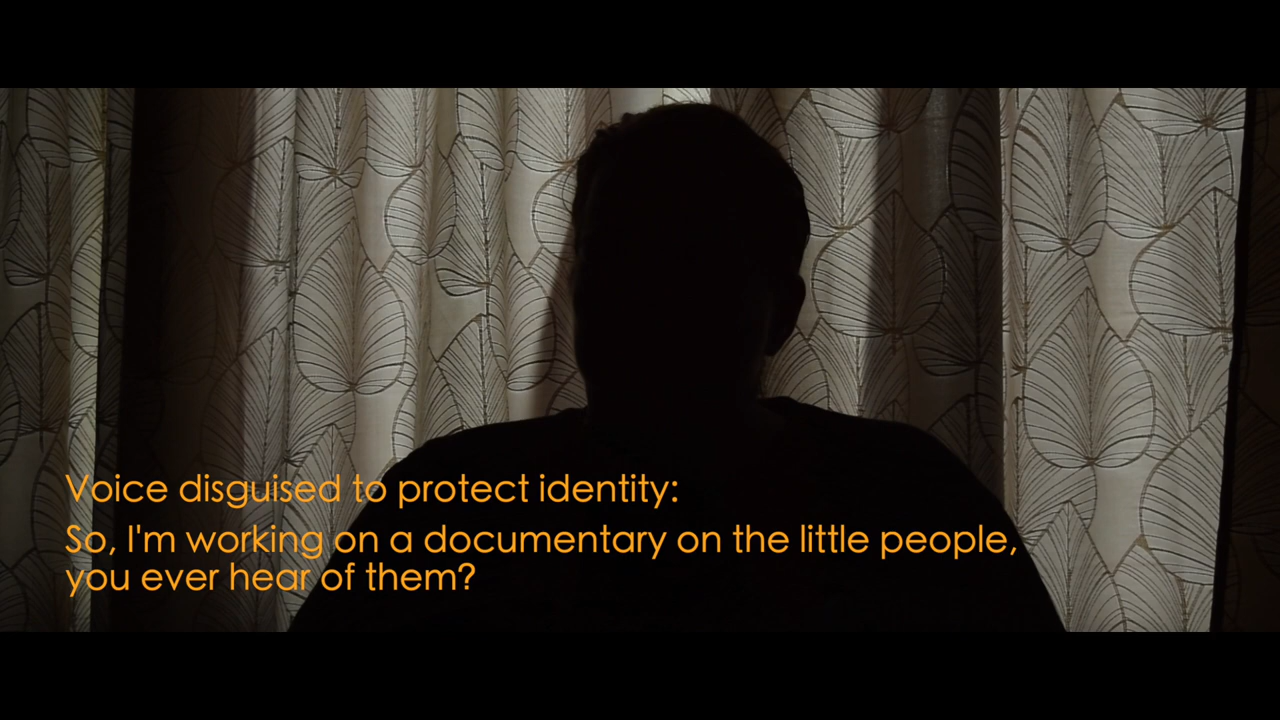 Voice disguised to protect identity:
So, I'm working on a documentary on the little people,
you ever hear of them?